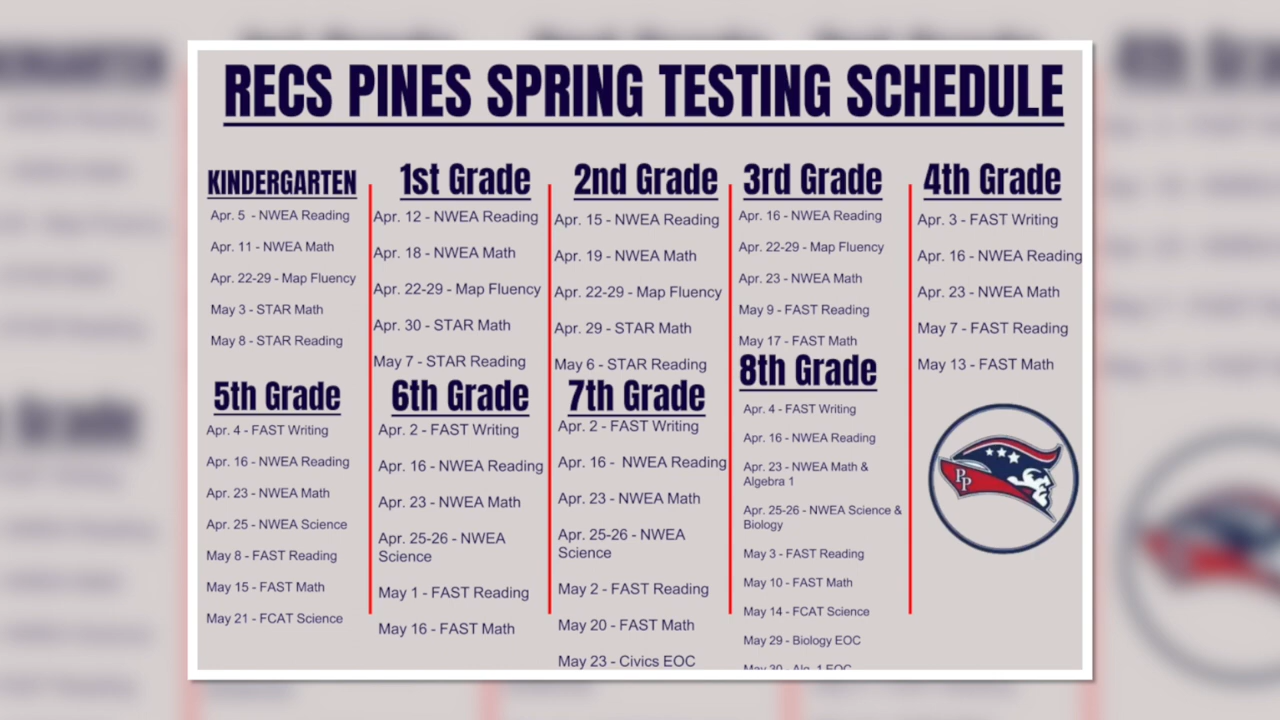 RECS PINES SPRING TESTING SCHEDULE
KINDERGARTEN
Apr. 5 - NWEA Reading
Apr. 11 - NWEA Math
Apr. 22-29 - Map Fluency
May 3 - STAR Math
May 8 - STAR Reading
1st Grade
Apr. 12 - NWEA Reading
Apr. 18 - NWEA Math
Apr. 22-29 - Map Fluency
Apr. 30 - STAR Math
May 7 - STAR Reading
2nd Grade
Apr. 15 - NWEA Reading
Apr. 19 - NWEA Math
Apr. 22-29 - Map Fluency
Apr. 29 - STAR Math
May 6 - STAR Reading
3rd Grade
Apr. 16 - NWEA Reading
Apr. 22-29 - Map Fluency
Apr. 23 - NWEA Math
May 9 - FAST Reading
May 17 - FAST Math
4th Grade
Apr. 3 - FAST Writing
Apr. 16 - NWEA Reading
Apr. 23 - NWEA Math
May 7 - FAST Reading
May 13 - FAST Math
5th Grade
Apr. 4 - FAST Writing
Apr. 16 - NWEA Reading
Apr. 23 - NWEA Math
Apr. 25 - NWEA Science
May 8 - FAST Reading
May 15 - FAST Math
May 21 - FCAT Science
6th Grade
Apr. 2 - FAST Writing
Apr. 16 - NWEA Reading
Apr. 23 - NWEA Math
Apr. 25-26 - NWEA
Science
May 1 - FAST Reading
May 16 - FAST Math
7th Grade
Apr. 2 - FAST Writing
Apr. 16 - NWEA Reading
Apr. 23 - NWEA Math
Apr. 25-26 - NWEA
Science
May 2 - FAST Reading
May 20 - FAST Math
May 23 - Civics EOC
8th Grade
Apr. 4 - FAST Writing
Apr. 16 - NWEA Reading
Apr. 23 - NWEA Math &
Algebra 1
Apr. 25-26 - NWEA Science &
Biology
May 3 - FAST Reading
May 10 - FAST Math
May 14 - FCAT Science
May 29 - Biology EOC
May 30 - Alg. 1 EOC
PP